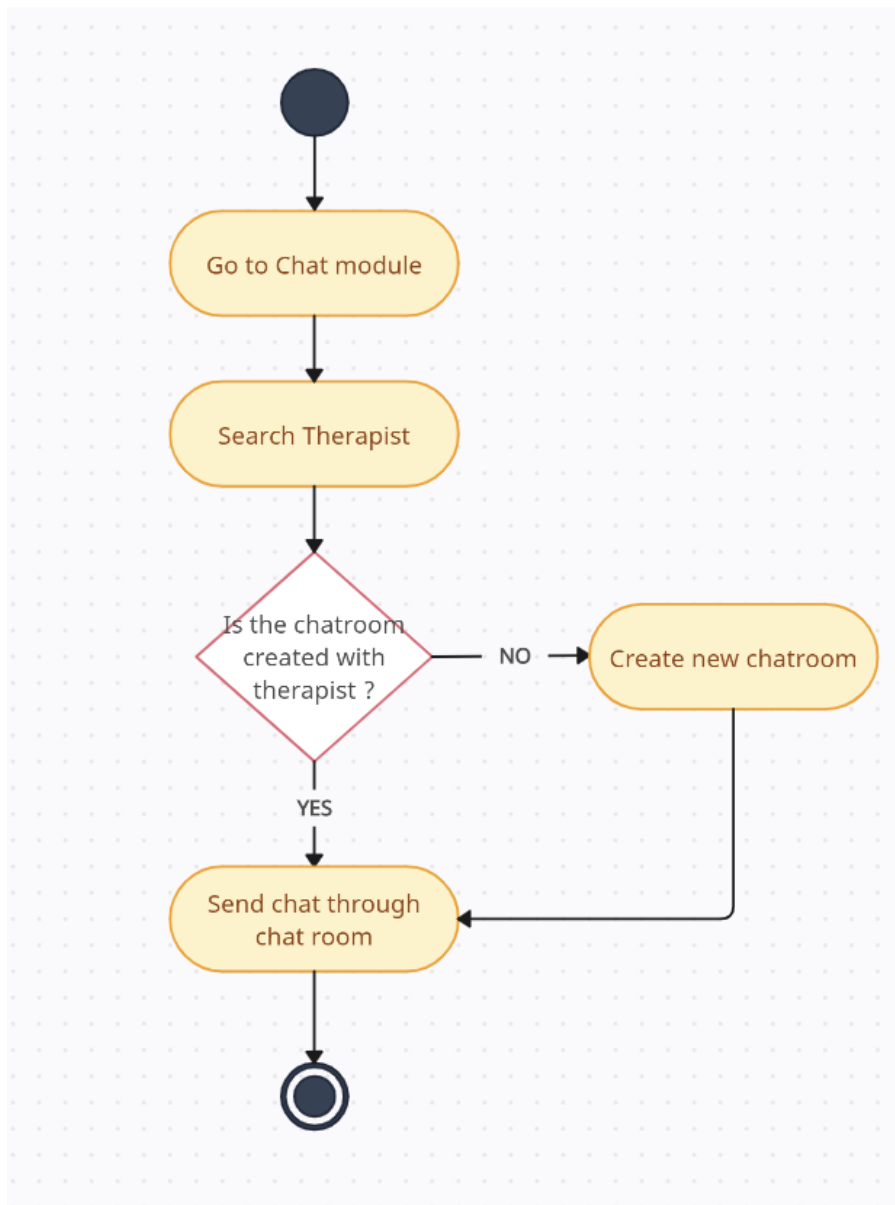 Go to Chat module
Search Therapist
Is the chatroom
created with
therapist ?
NO
Create new chatroom
YES
Send chat through
chat room